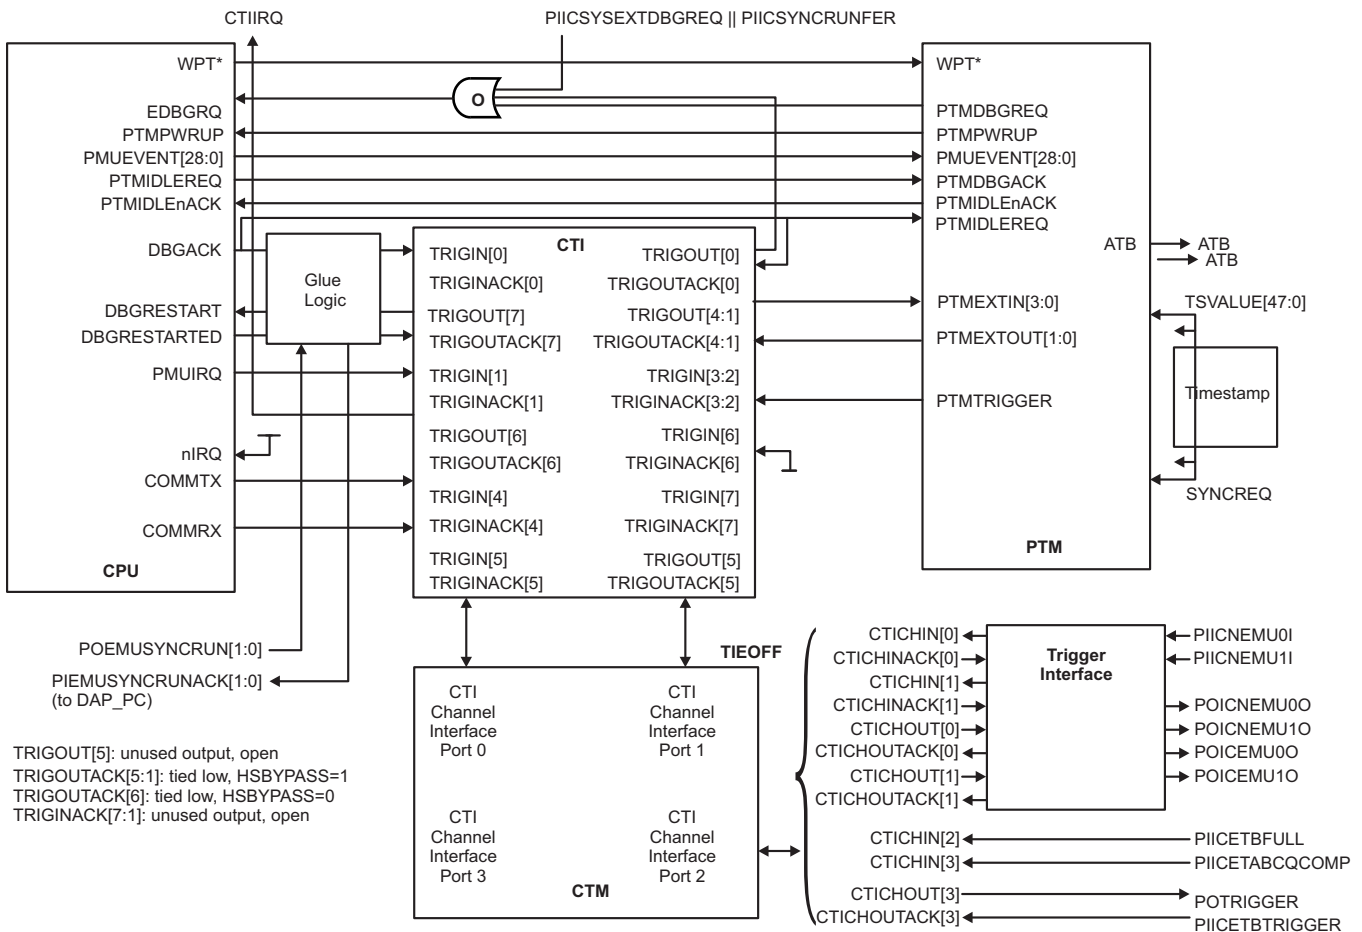 CTIIRQ
PIICSYSEXTDBGREQ || PIICSYNCRUNFER
WPT*
EDBGRQ
PTMPWRUP
PMUEVENT[28:0]
PTMIDLEREQ
PTMIDLEnACK
DBGACK
DBGRESTART
DBGRESTARTED
PMUIRQ
nIRQ
COMMTX
COMMRX
CPU
O
Glue
Logic
CTI
TRIGIN[0]
TRIGINACK[0]
TRIGOUT[7]
TRIGOUTACK[7]
TRIGIN[1]
TRIGINACK[1]
TRIGOUT[6]
TRIGOUTACK[6]
TRIGIN[4]
TRIGINACK[4]
TRIGIN[5]
TRIGINACK[5]
TRIGOUT[0]
TRIGOUTACK[0]
TRIGOUT[4:1]
TRIGOUTACK[4:1]
TRIGIN[3:2]
TRIGINACK[3:2]
TRIGIN[6]
TRIGINACK[6]
TRIGIN[7]
TRIGINACK[7]
TRIGOUT[5]
TRIGOUTACK[5]
WPT*
PTMDBGREQ
PTMPWRUP
PMUEVENT[28:0]
PTMDBGACK
PTMIDLEnACK
PTMIDLEREQ
ATB
PTMEXTIN[3:0]
PTMEXTOUT[1:0]
PTMTRIGGER
PTM
ATB
ATB
TSVALUE[47:0]
Timestamp
SYNCREQ
POEMUSYNCRUN[1:0]
PIEMUSYNCRUNACK[1:0]
(to DAP_PC)
TRIGOUT[5]: unused output, open
TRIGOUTACK[5:1]: tied low, HSBYPASS=1
TRIGOUTACK[6]: tied low, HSBYPASS=0
TRIGINACK[7:1]: unused output, open
CTI
Channel
Interface
Port 0
CTI
Channel
Interface
Port 1
CTI
Channel
Interface
Port 3
CTI
Channel
Interface
Port 2
CTM
TIEOFF
CTICHIN[0]
CTICHINACK[0]
CTICHIN[1]
CTICHINACK[1]
CTICHOUT[0]
CTICHOUTACK[0]
CTICHOUT[1]
CTICHOUTACK[1]
CTICHIN[2]
CTICHIN[3]
CTICHOUT[3]
CTICHOUTACK[3]
Trigger
Interface
PIICNEMU0I
PIICNEMU1I
POICNEMU0O
POICNEMU1O
POICEMU0O
POICEMU1O
PIICETBFULL
PIICETABCQCOMP
POTRIGGER
PIICETBTRIGGER